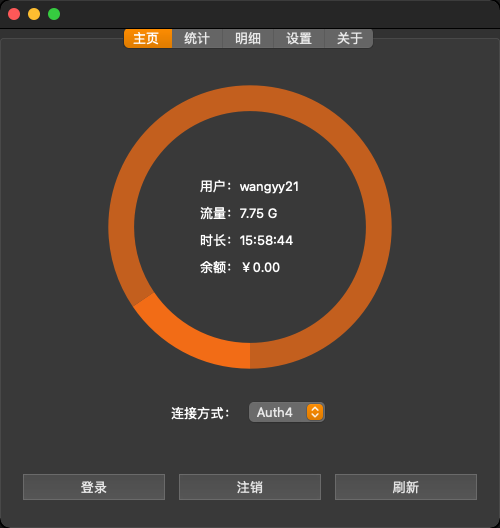 主页 统计 明细 设置 关于
用户：wangyy21
流量：7.75 G
时长：15:58:44
余额：￥0.00
连接方式： Auth4
登录 注销 刷新